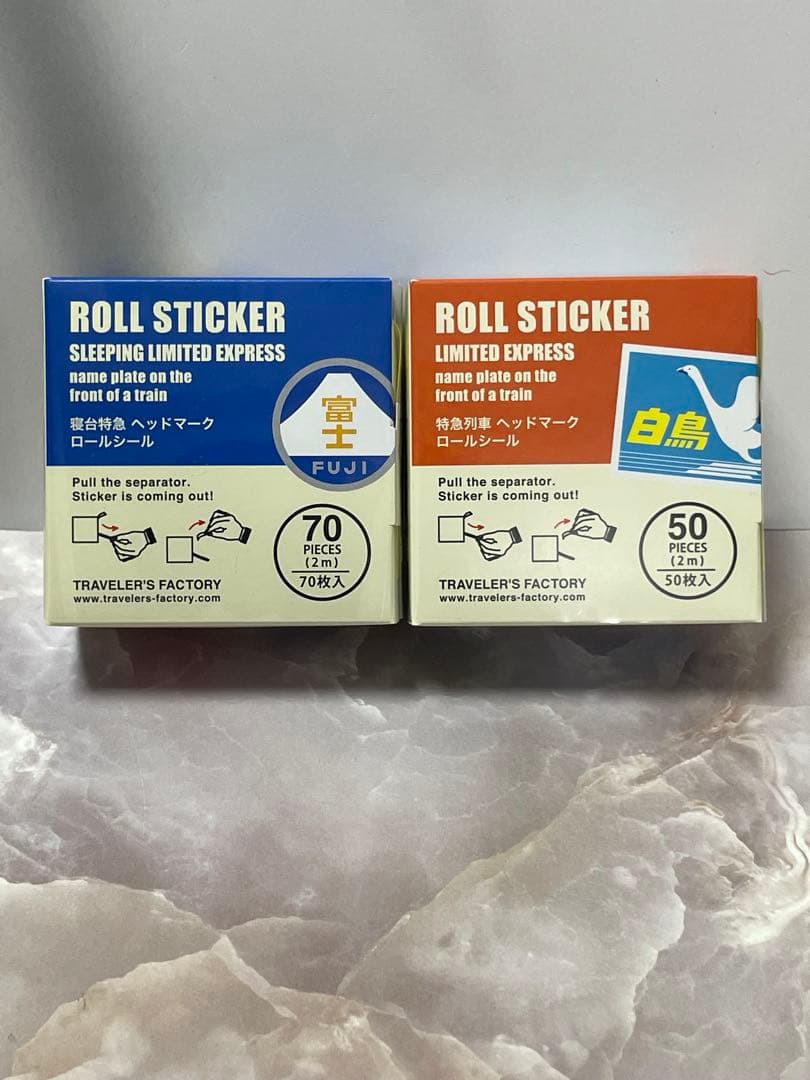 ROLL STICKER
SLEEPING LIMITED EXPRESS
name plate on the
front of a train
寝台特急 ヘッドマーク
ロールシール
富士
FUJI
Pull the separator.
Sticker is coming out!
70
PIECES
(2m)
70枚入
TRAVELER'S FACTORY
www.travelers-factory.com
ROLL STICKER
LIMITED EXPRESS
name plate on the
front of a train
特急列車 ヘッドマーク
ロールシール
白鳥
Pull the separator.
Sticker is coming out!
50
PIECES
(2m)
50枚入
TRAVELER'S FACTORY
www.travelers-factory.com